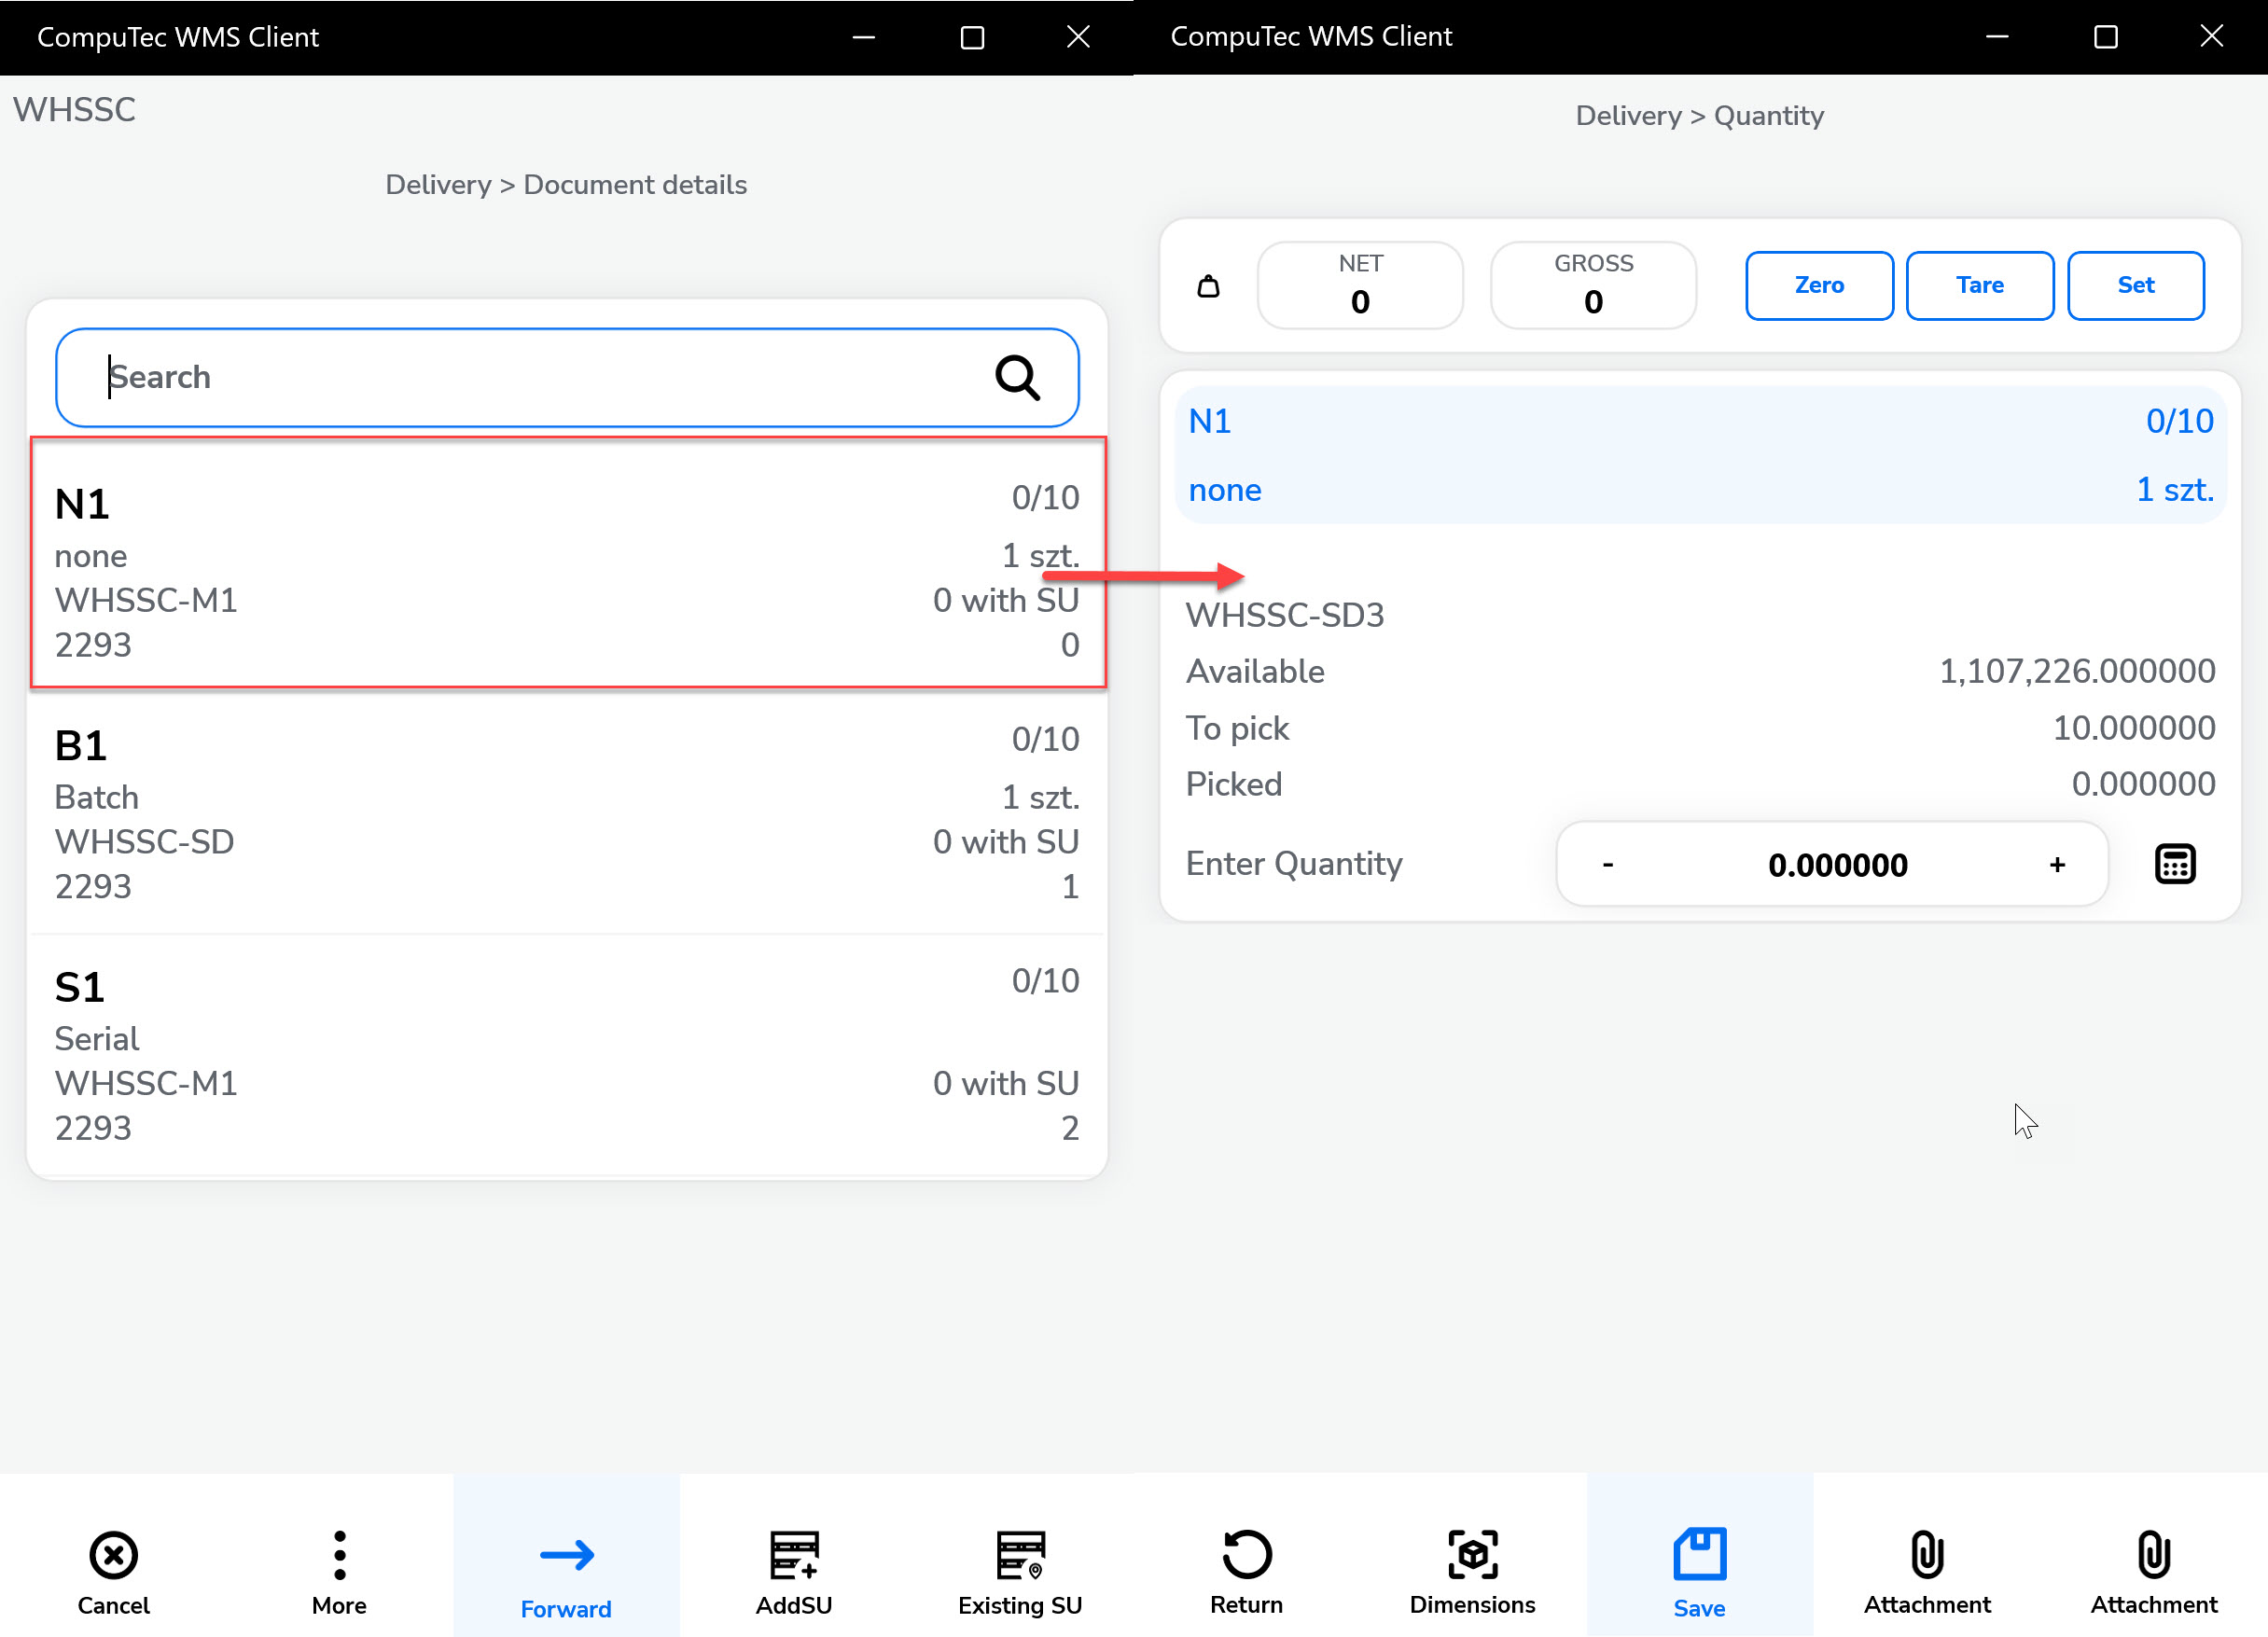 CompuTec WMS Client
WHSSC
Delivery > Document details
Search
N1 0/10
none 1 szt.
WHSSC-M1 0 with SU
2293 0
B1 0/10
Batch 1 szt.
WHSSC-SD 0 with SU
2293 1
S1 0/10
Serial
WHSSC-M1 0 with SU
2293 2
Cancel More Forward AddSU Existing SU
CompuTec WMS Client
Delivery > Quantity
NET GROSS
0 0 Zero Tare Set
N1 0/10
none 1 szt.
WHSSC-SD3
Available 1,107,226.000000
To pick 10.000000
Picked 0.000000
Enter Quantity - 0.000000 +
Return Dimensions Save Attachment Attachment